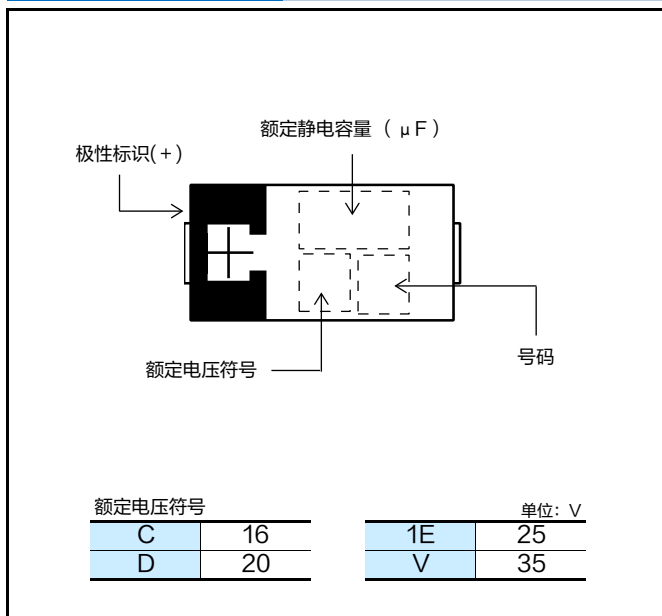 额定静电容量（μF）
极性标识(+)
额定电压符号
号码
额定电压符号
单位: V
C 16 1E 25
D 20 V 35